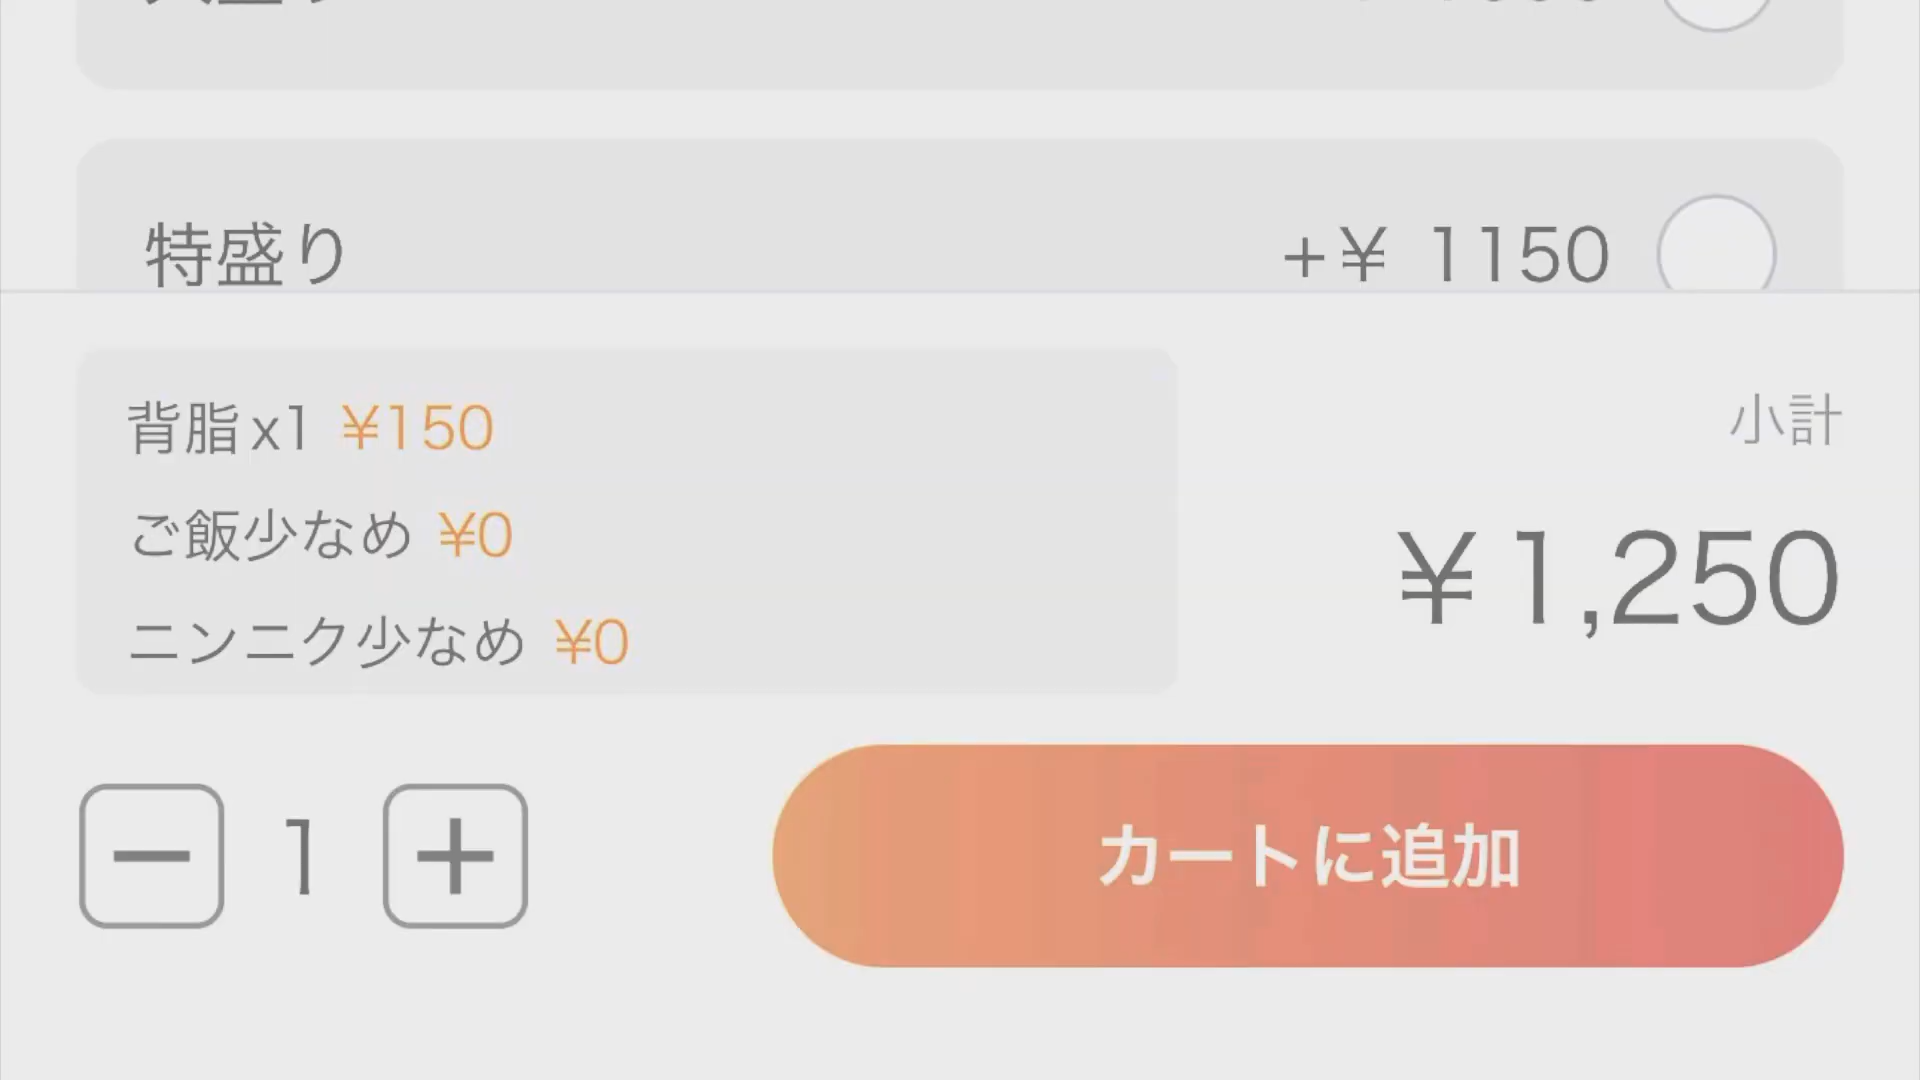 特盛り +¥ 1150
背脂x1 ¥150
ご飯少なめ ¥0
ニンニク少なめ ¥0
小計
¥1,250
1
カートに追加